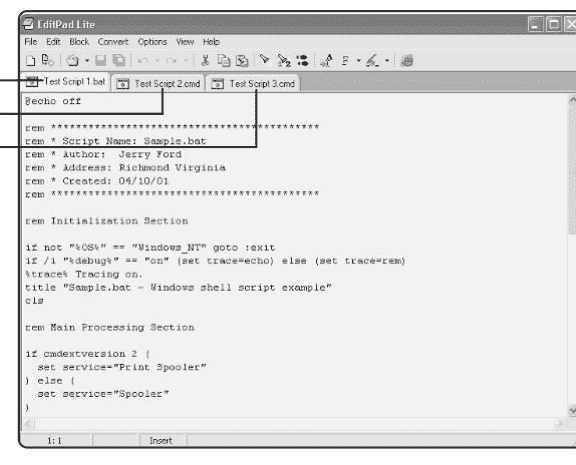 EditPad Lite
File Edit Block Convert Options View Help
Test Script 1.bat Test Script 2.cmd Test Script 3.cmd
@echo off
rem *******************************************
rem * Script Name: Sample.bat
rem * Author: Jerry Ford
rem * Address: Richmond Virginia
rem * Created: 04/10/01
rem *******************************************
rem Initialization Section
if not "%OS%" == "Windows_NT" goto :exit
if /i "%debug%" == "on" (set trace=echo) else (set trace=rem)
%trace% Tracing on.
title "Sample.bat - Windows shell script example"
cls
rem Main Processing Section
if cmdextversion 2 (
set service="Print Spooler"
) else (
set service="Spooler"
)
1: 1 Insert